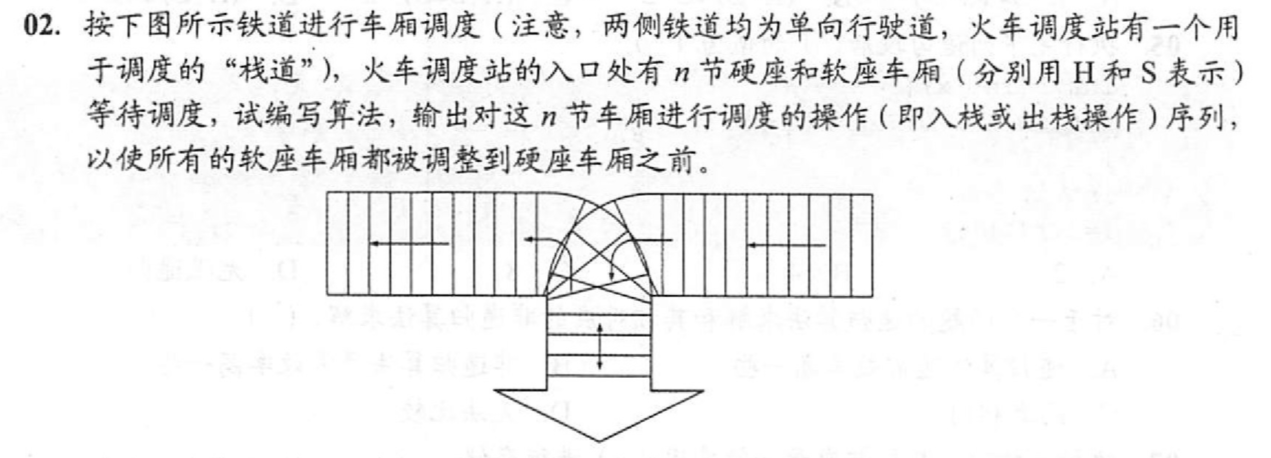 02. 按下图所示铁道进行车厢调度（注意，两侧铁道均为单向行驶道，火车调度站有一个用
于调度的“栈道”），火车调度站的入口处有 n 节硬座和软座车厢（分别用 H 和 S 表示）
等待调度，试编写算法，输出对这 n 节车厢进行调度的操作（即入栈或出栈操作）序列，
以使所有的软座车厢都被调整到硬座车厢之前。